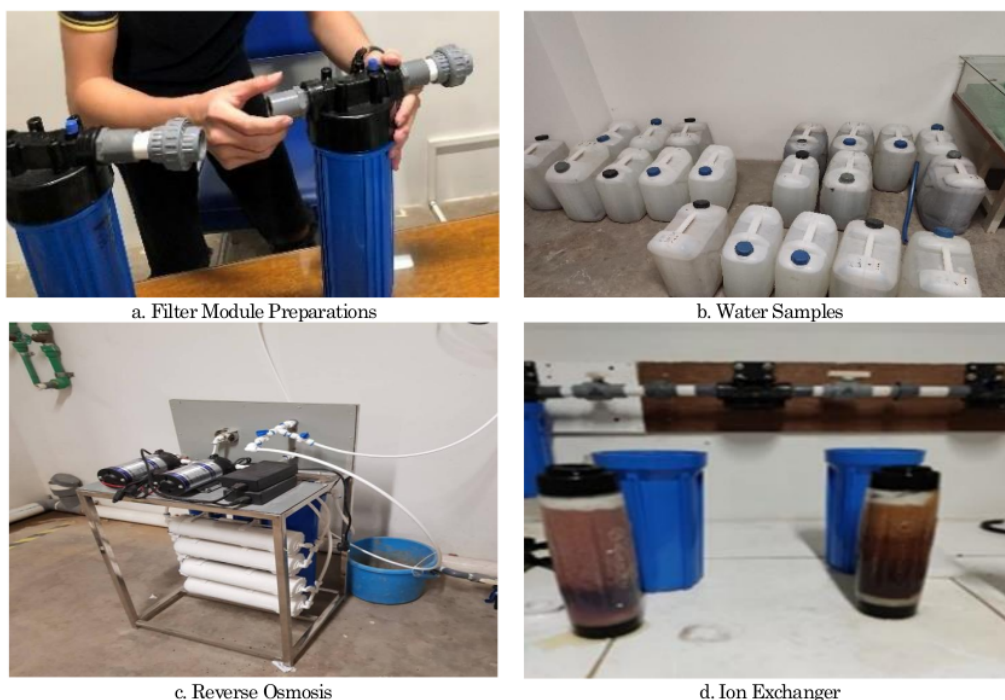 a. Filter Module Preparations
b. Water Samples
c. Reverse Osmosis
d. Ion Exchanger